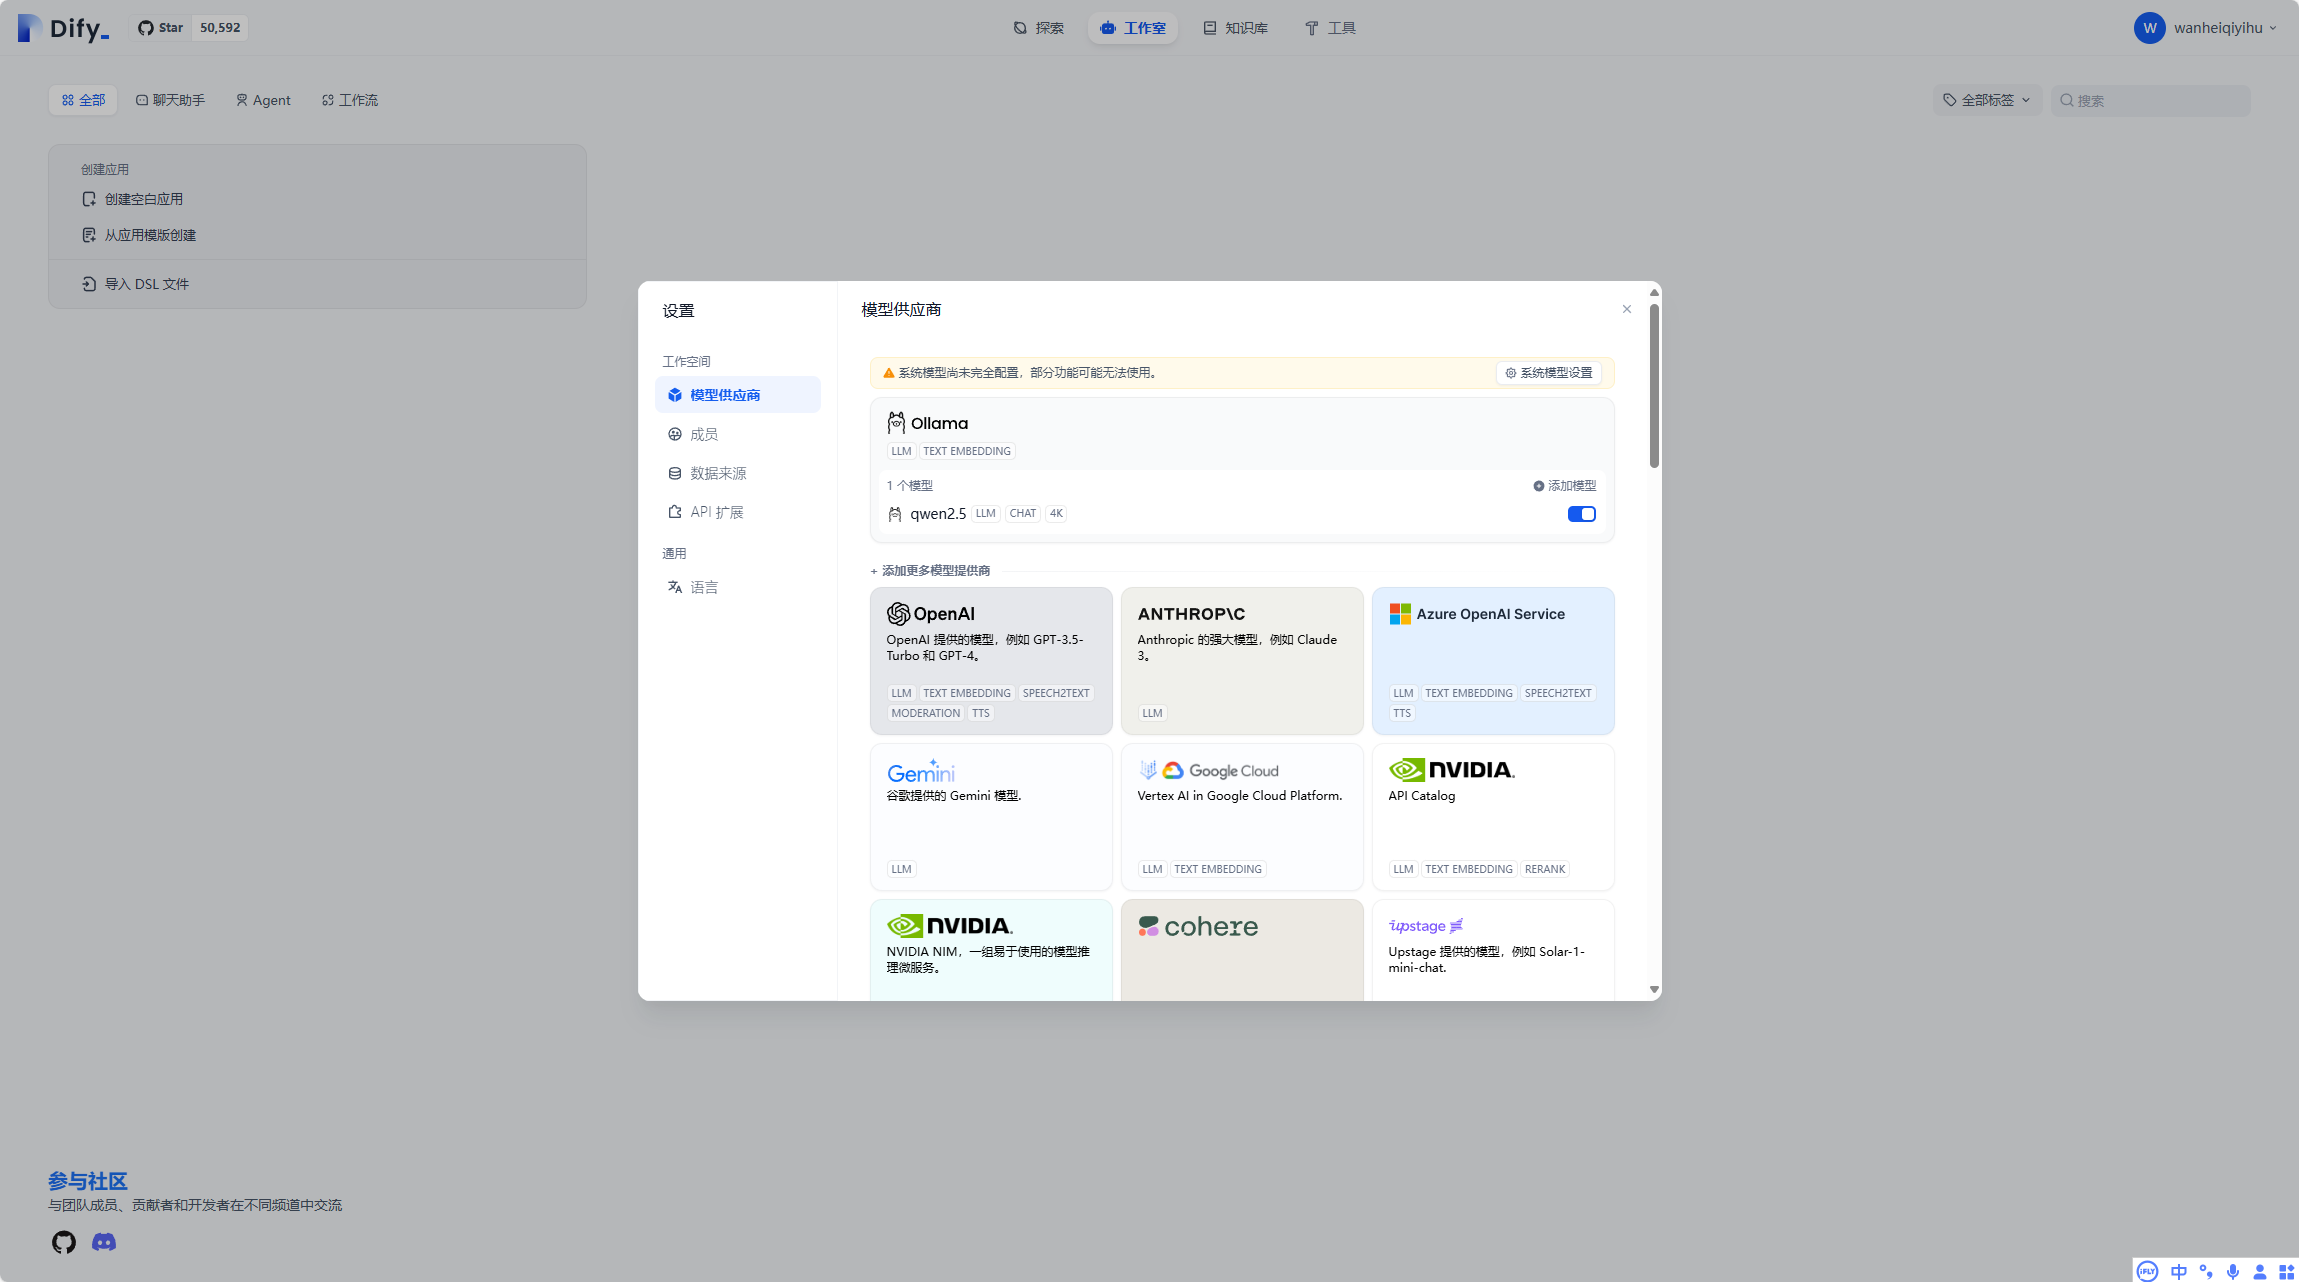 Dify_
Star 50,592
探索
工作室
知识库
工具
W wanheiqiyihu
全部
聊天助手
Agent
工作流
全部标签
搜索
创建应用
创建空白应用
从应用模版创建
导入 DSL 文件
设置
工作空间
模型供应商
成员
数据来源
API 扩展
通用
语言
模型供应商
系统模型尚未完全配置，部分功能可能无法使用。
系统模型设置
Ollama
LLM TEXT EMBEDDING
1 个模型
添加模型
qwen2.5 LLM CHAT 4K
+ 添加更多模型提供商
OpenAI
OpenAI 提供的模型，例如 GPT-3.5-
Turbo 和 GPT-4。
LLM TEXT EMBEDDING SPEECH2TEXT
MODERATION TTS
ANTHROP\C
Anthropic 的强大模型，例如 Claude
3。
LLM
Azure OpenAI Service
LLM TEXT EMBEDDING SPEECH2TEXT
TTS
Gemini
谷歌提供的 Gemini 模型.
LLM
Google Cloud
Vertex AI in Google Cloud Platform.
LLM TEXT EMBEDDING
NVIDIA.
API Catalog
LLM TEXT EMBEDDING RERANK
NVIDIA.
NVIDIA NIM，一组易于使用的模型推
理微服务。
cohere
upstage
Upstage 提供的模型，例如 Solar-1-
mini-chat.
参与社区
与团队成员、贡献者和开发者在不同频道中交流
iFLY 中